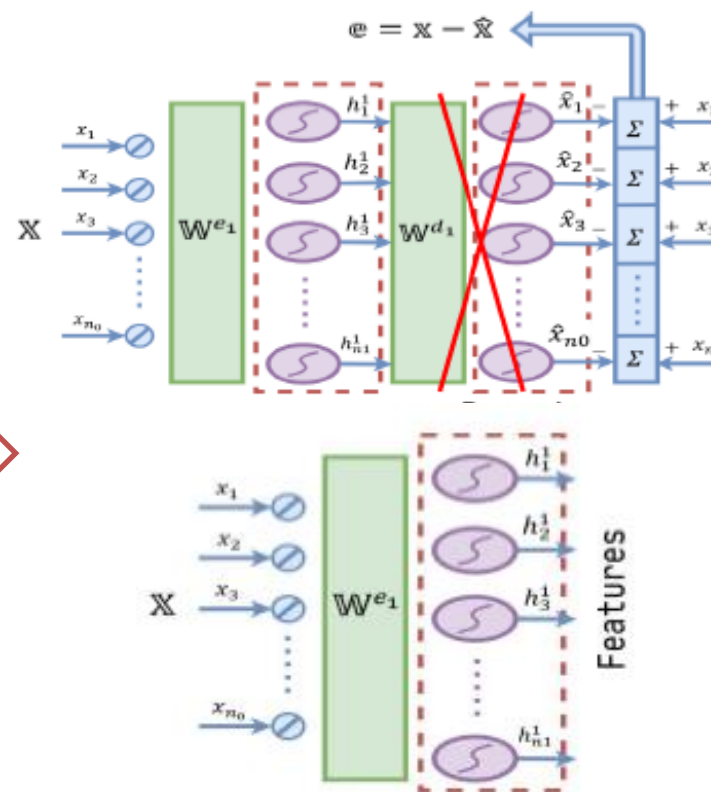 𝕖 = 𝕩 − 𝕩̂
x₁ h₁¹ x̂₁ − Σ +
x₂ h₂¹ x̂₂ − Σ +
𝕏 x₃ 𝕎ᵉ¹ h₃¹ 𝕎ᵈ¹ x̂₃ − Σ +
xₙ₀ hₙ₁¹ x̂ₙ₀ − Σ +
x₁ h₁¹
x₂ h₂¹
𝕏 x₃ 𝕎ᵉ¹ h₃¹ Features
xₙ₀ hₙ₁¹